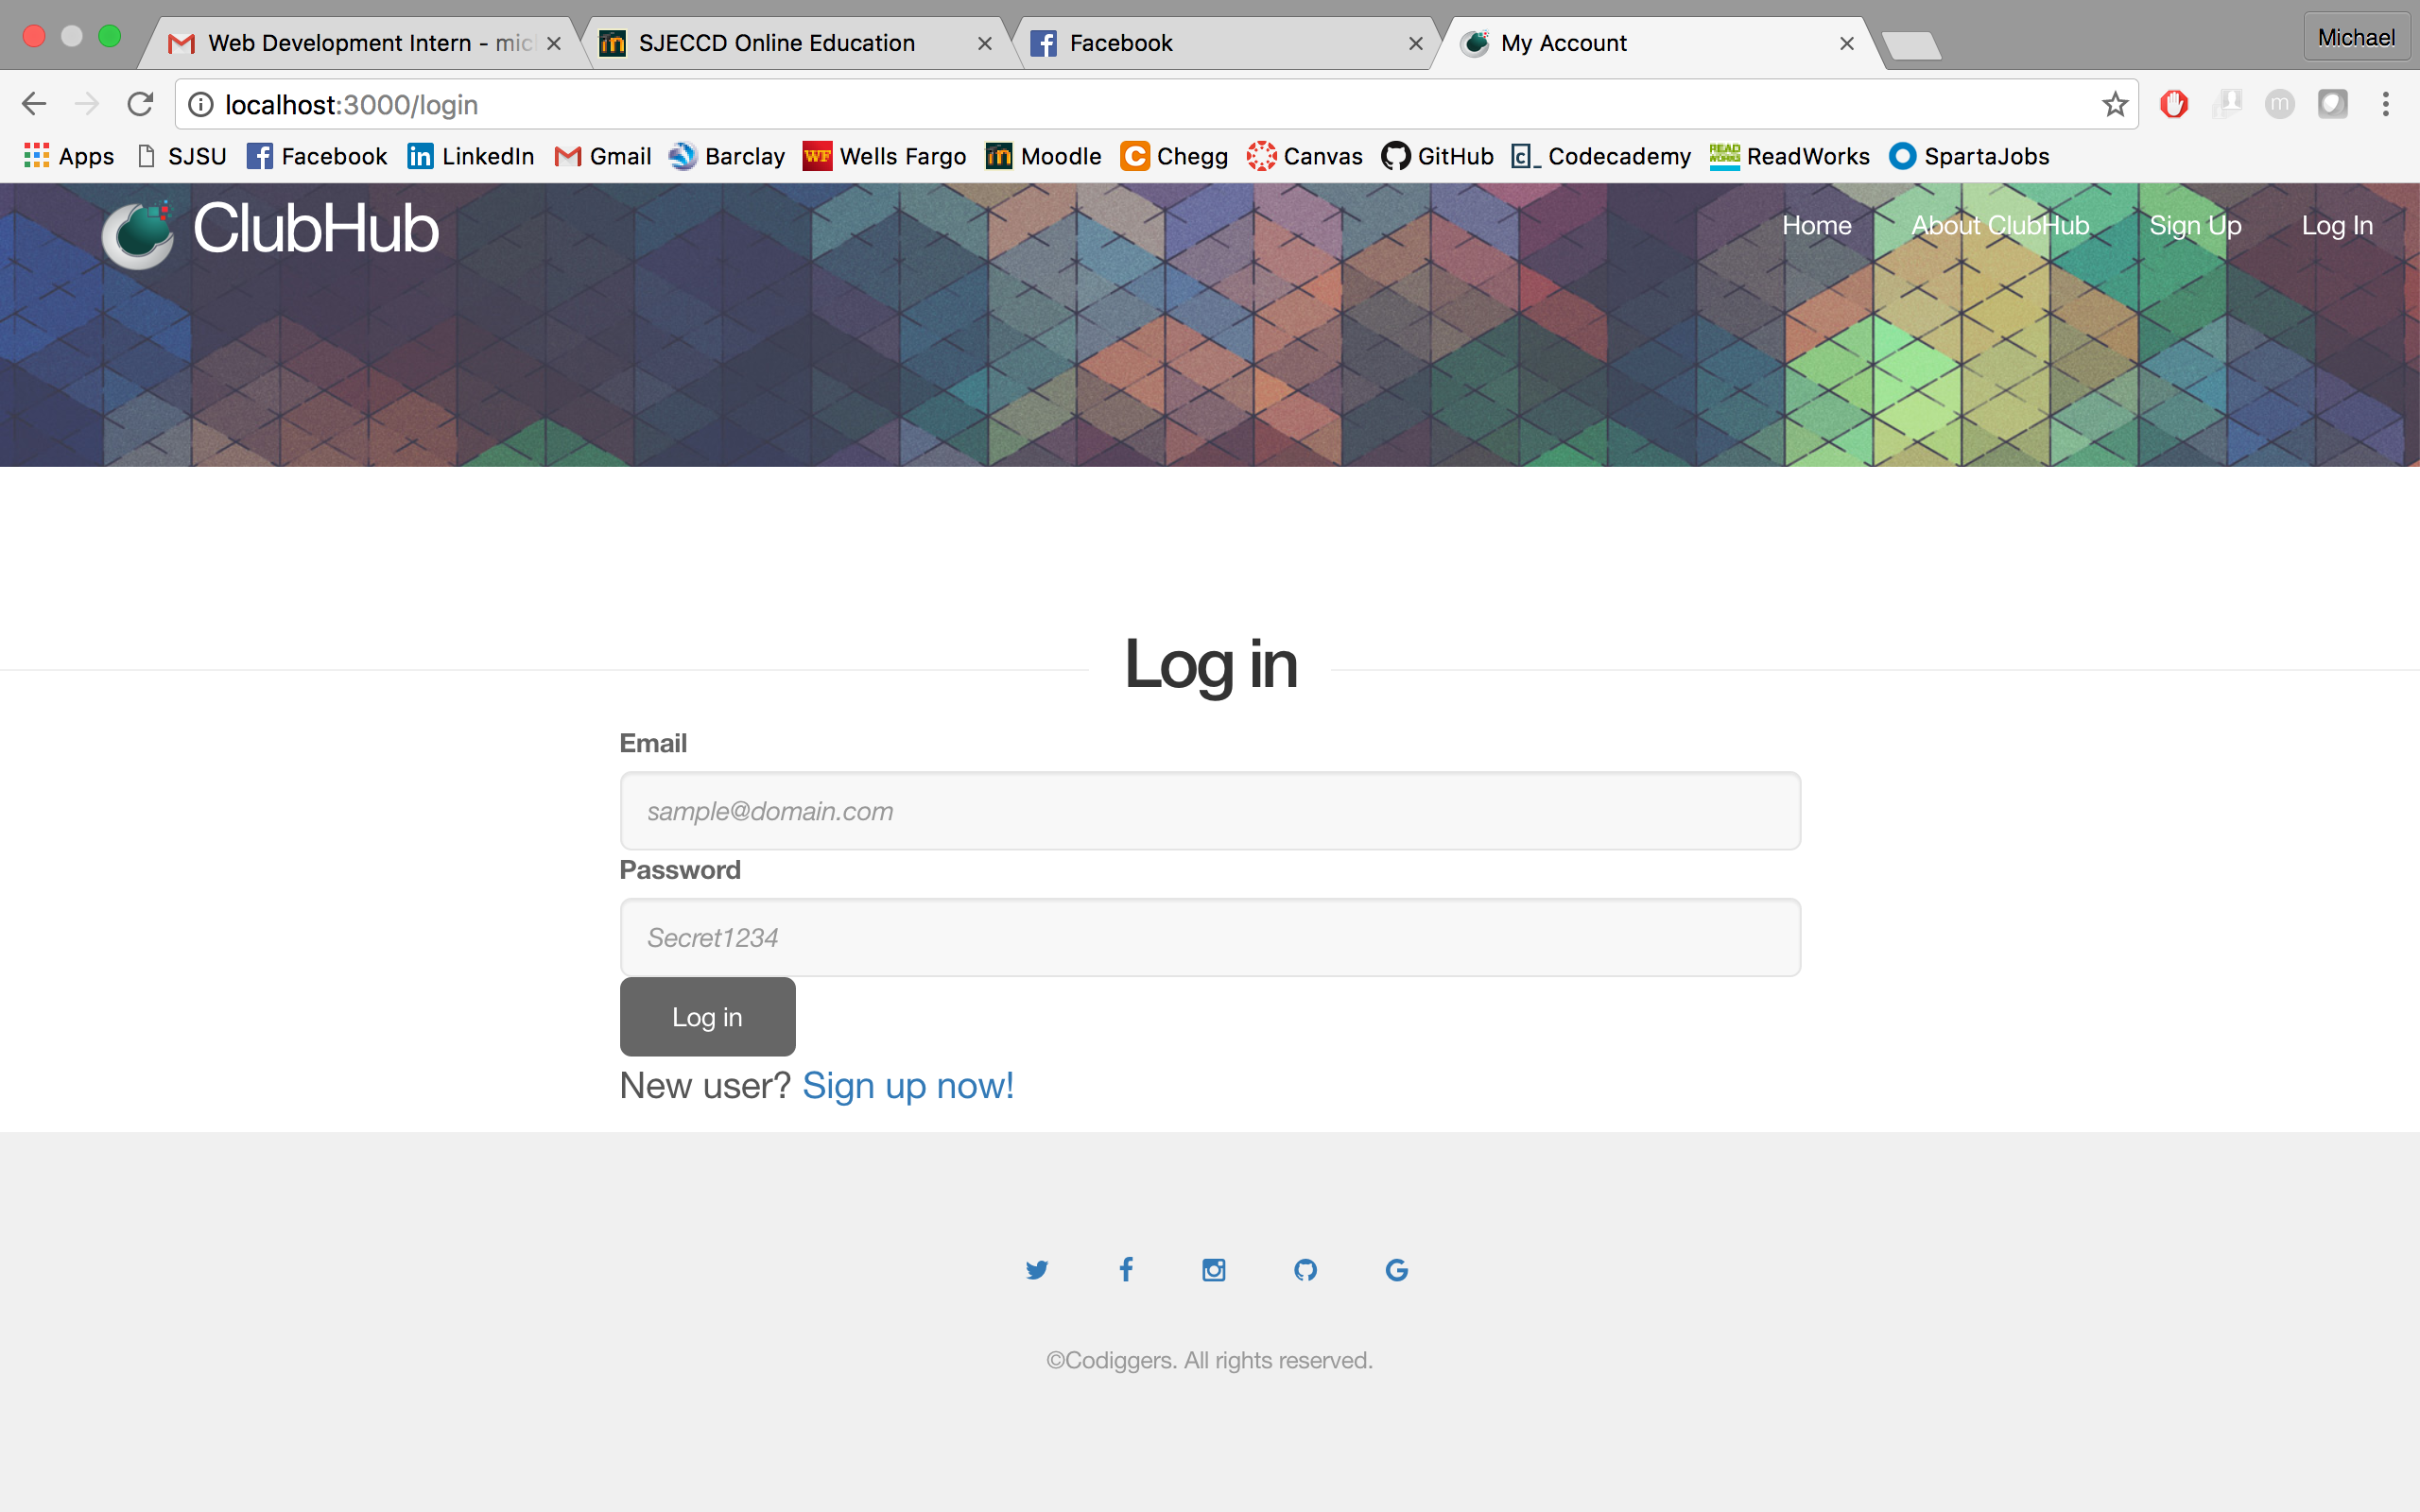 Web Development Intern - mic
SJECCD Online Education
Facebook
My Account
Michael
localhost:3000/login
Apps SJSU Facebook LinkedIn Gmail Barclay Wells Fargo Moodle Chegg Canvas GitHub Codecademy ReadWorks SpartaJobs
ClubHub
Home About ClubHub Sign Up Log In
Log in
Email
sample@domain.com
Password
Secret1234
Log in
New user? Sign up now!
©Codiggers. All rights reserved.